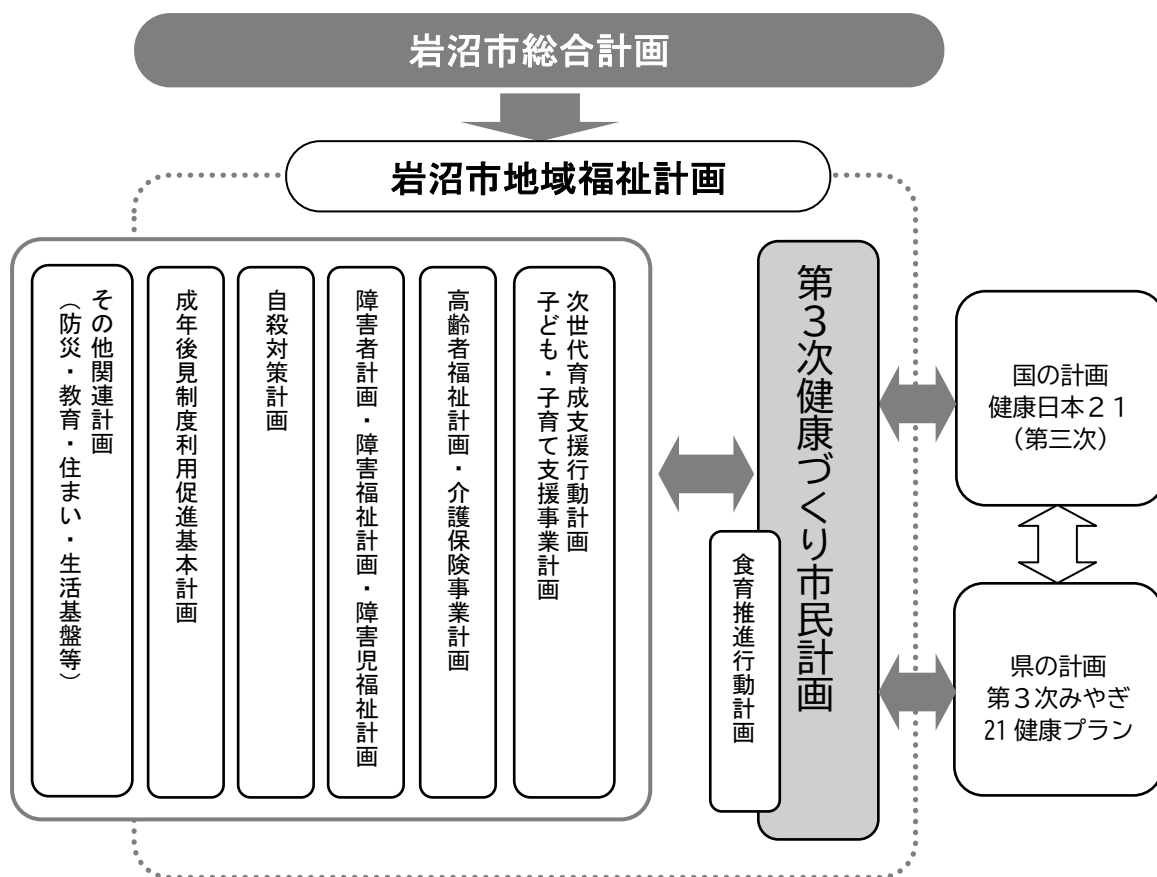 岩沼市総合計画
岩沼市地域福祉計画
第３次健康づくり市民計画
食育推進行動計画
次世代育成支援行動計画
子ども・子育て支援事業計画
高齢者福祉計画・介護保険事業計画
障害者計画・障害福祉計画・障害児福祉計画
自殺対策計画
成年後見制度利用促進基本計画
その他関連計画
（防災・教育・住まい・生活基盤等）
国の計画
健康日本２１
（第三次）
県の計画
第３次みやぎ
21 健康プラン